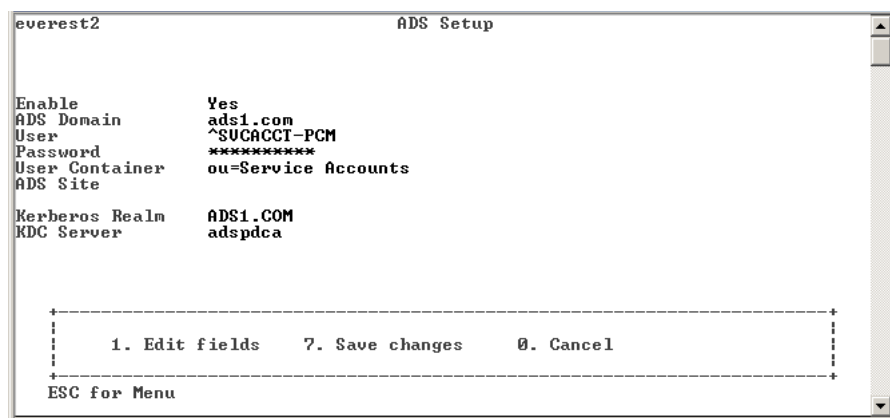 everest2 ADS Setup
Enable Yes
ADS Domain ads1.com
User ^SVCACCT-PCM
Password **********
User Container ou=Service Accounts
ADS Site
Kerberos Realm ADS1.COM
KDC Server adspdca
1. Edit fields 7. Save changes 0. Cancel
ESC for Menu